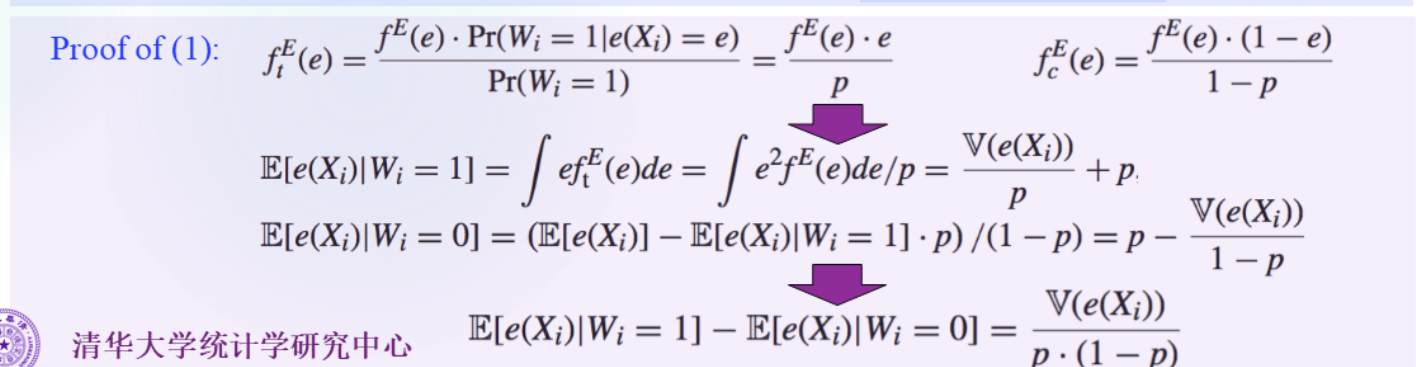 Proof of (1): $f_t^E(e) = \frac{f^E(e) \cdot \Pr(W_i = 1|e(X_i) = e)}{\Pr(W_i = 1)} = \frac{f^E(e) \cdot e}{p}$ $f_c^E(e) = \frac{f^E(e) \cdot (1 - e)}{1 - p}$
$\mathbb{E}[e(X_i)|W_i = 1] = \int e f_t^E(e)de = \int e^2 f^E(e)de/p = \frac{\mathbb{V}(e(X_i))}{p} + p.$
$\mathbb{E}[e(X_i)|W_i = 0] = (\mathbb{E}[e(X_i)] - \mathbb{E}[e(X_i)|W_i = 1] \cdot p)/(1 - p) = p - \frac{\mathbb{V}(e(X_i))}{1 - p}$
$\mathbb{E}[e(X_i)|W_i = 1] - \mathbb{E}[e(X_i)|W_i = 0] = \frac{\mathbb{V}(e(X_i))}{p \cdot (1 - p)}$
清华大学统计学研究中心